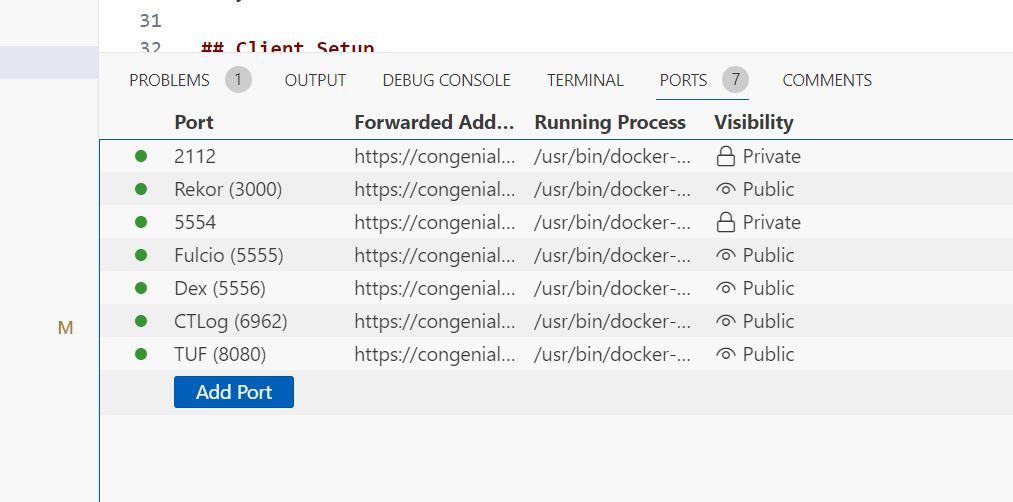 31
32 ## Client Setup
PROBLEMS 1 OUTPUT DEBUG CONSOLE TERMINAL PORTS 7 COMMENTS
Port Forwarded Add... Running Process Visibility
2112 https://congenial... /usr/bin/docker-... Private
Rekor (3000) https://congenial... /usr/bin/docker-... Public
5554 https://congenial... /usr/bin/docker-... Private
Fulcio (5555) https://congenial... /usr/bin/docker-... Public
Dex (5556) https://congenial... /usr/bin/docker-... Public
CTLog (6962) https://congenial... /usr/bin/docker-... Public
M
TUF (8080) https://congenial... /usr/bin/docker-... Public
Add Port